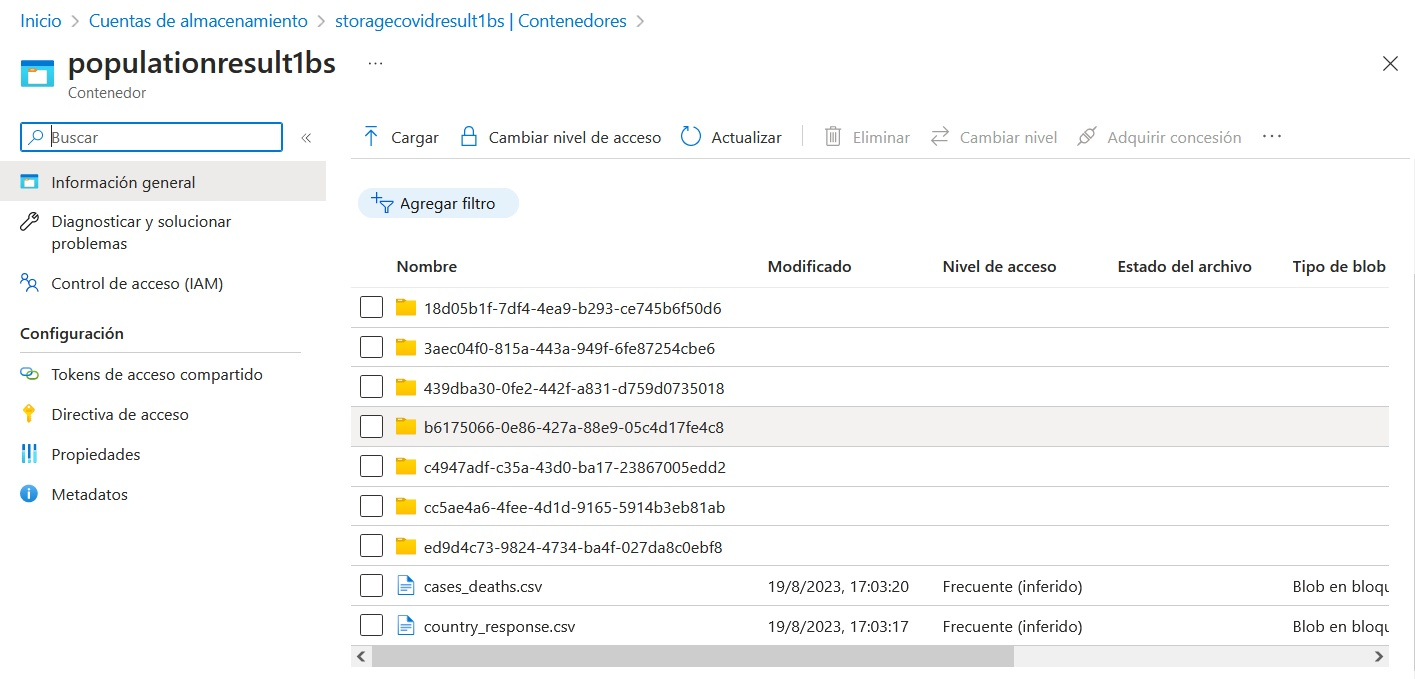 Inicio > Cuentas de almacenamiento > storagecovidresult1bs | Contenedores >
populationresult1bs ...
Contenedor
Buscar
«
Cargar Cambiar nivel de acceso Actualizar Eliminar Cambiar nivel Adquirir concesión ...
Información general
Diagnosticar y solucionar
problemas
Control de acceso (IAM)
Configuración
Tokens de acceso compartido
Directiva de acceso
Propiedades
Metadatos
Agregar filtro
Nombre Modificado Nivel de acceso Estado del archivo Tipo de blob
18d05b1f-7df4-4ea9-b293-ce745b6f50d6
3aec04f0-815a-443a-949f-6fe87254cbe6
439dba30-0fe2-442f-a831-d759d0735018
b6175066-0e86-427a-88e9-05c4d17fe4c8
c4947adf-c35a-43d0-ba17-23867005edd2
cc5ae4a6-4fee-4d1d-9165-5914b3eb81ab
ed9d4c73-9824-4734-ba4f-027da8c0ebf8
cases_deaths.csv 19/8/2023, 17:03:20 Frecuente (inferido) Blob en bloqu
country_response.csv 19/8/2023, 17:03:17 Frecuente (inferido) Blob en bloqu